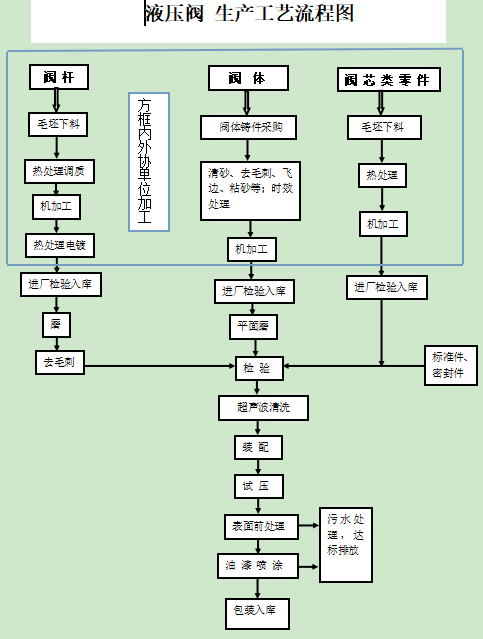 液压阀 生产工艺流程图
阀杆
阀 体
阀芯类零件
毛坯下料
阀体铸件采购
毛坯下料
方框内外协单位加工
热处理调质
清砂、去毛刺、飞
边、粘砂等；时效
处理
热处理
机加工
机加工
热处理电镀
机加工
进厂检验入库
进厂检验入库
进厂检验入库
磨
平面磨
去毛刺
检 验
标准件、
密封件
超声波清洗
装 配
试 压
表面前处理
污水处
理，达
标排放
油 漆 喷 涂
包装入库